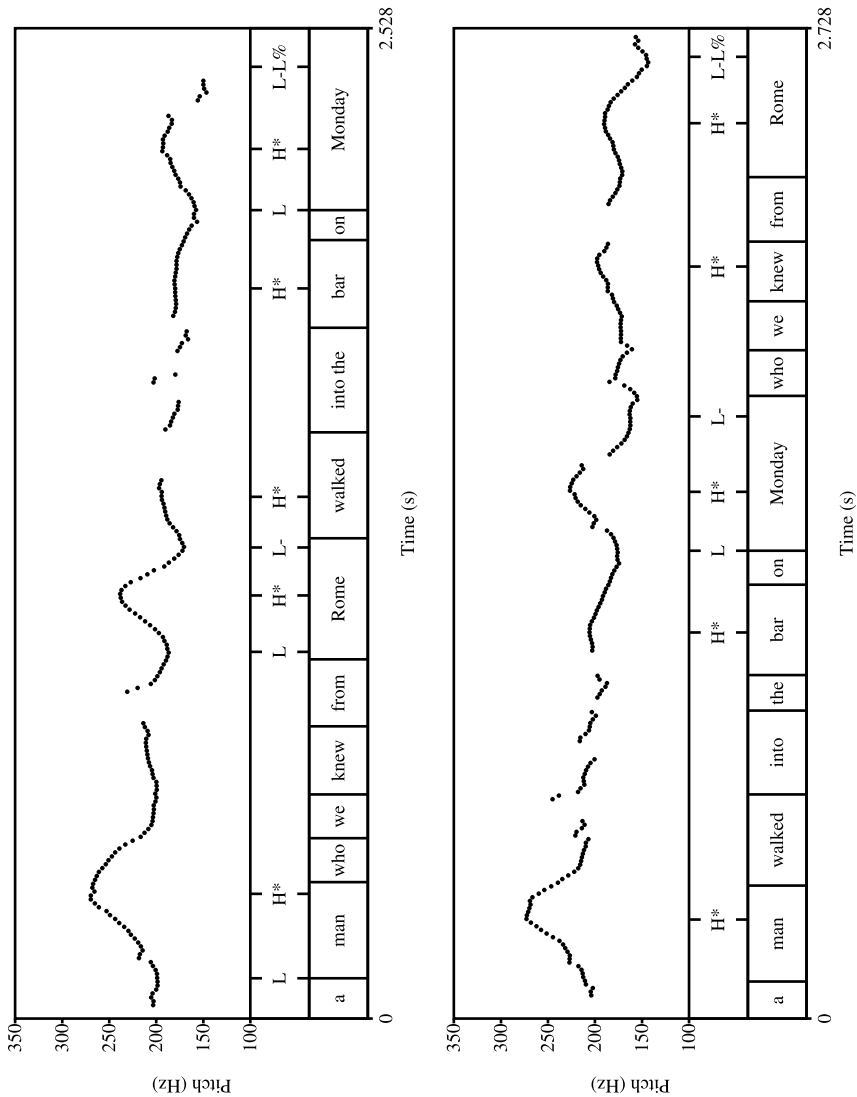 350
300
250
200
150
100
Pitch (Hz)
L H* L H* L- H* H* L H* L-L%
a man who we knew from Rome walked into the bar on Monday
0 2.528
Time (s)
350
300
250
200
150
100
Pitch (Hz)
H* H* L H* L- H* H* L-L%
a man walked into the bar on Monday who we knew from Rome
0 2.728
Time (s)